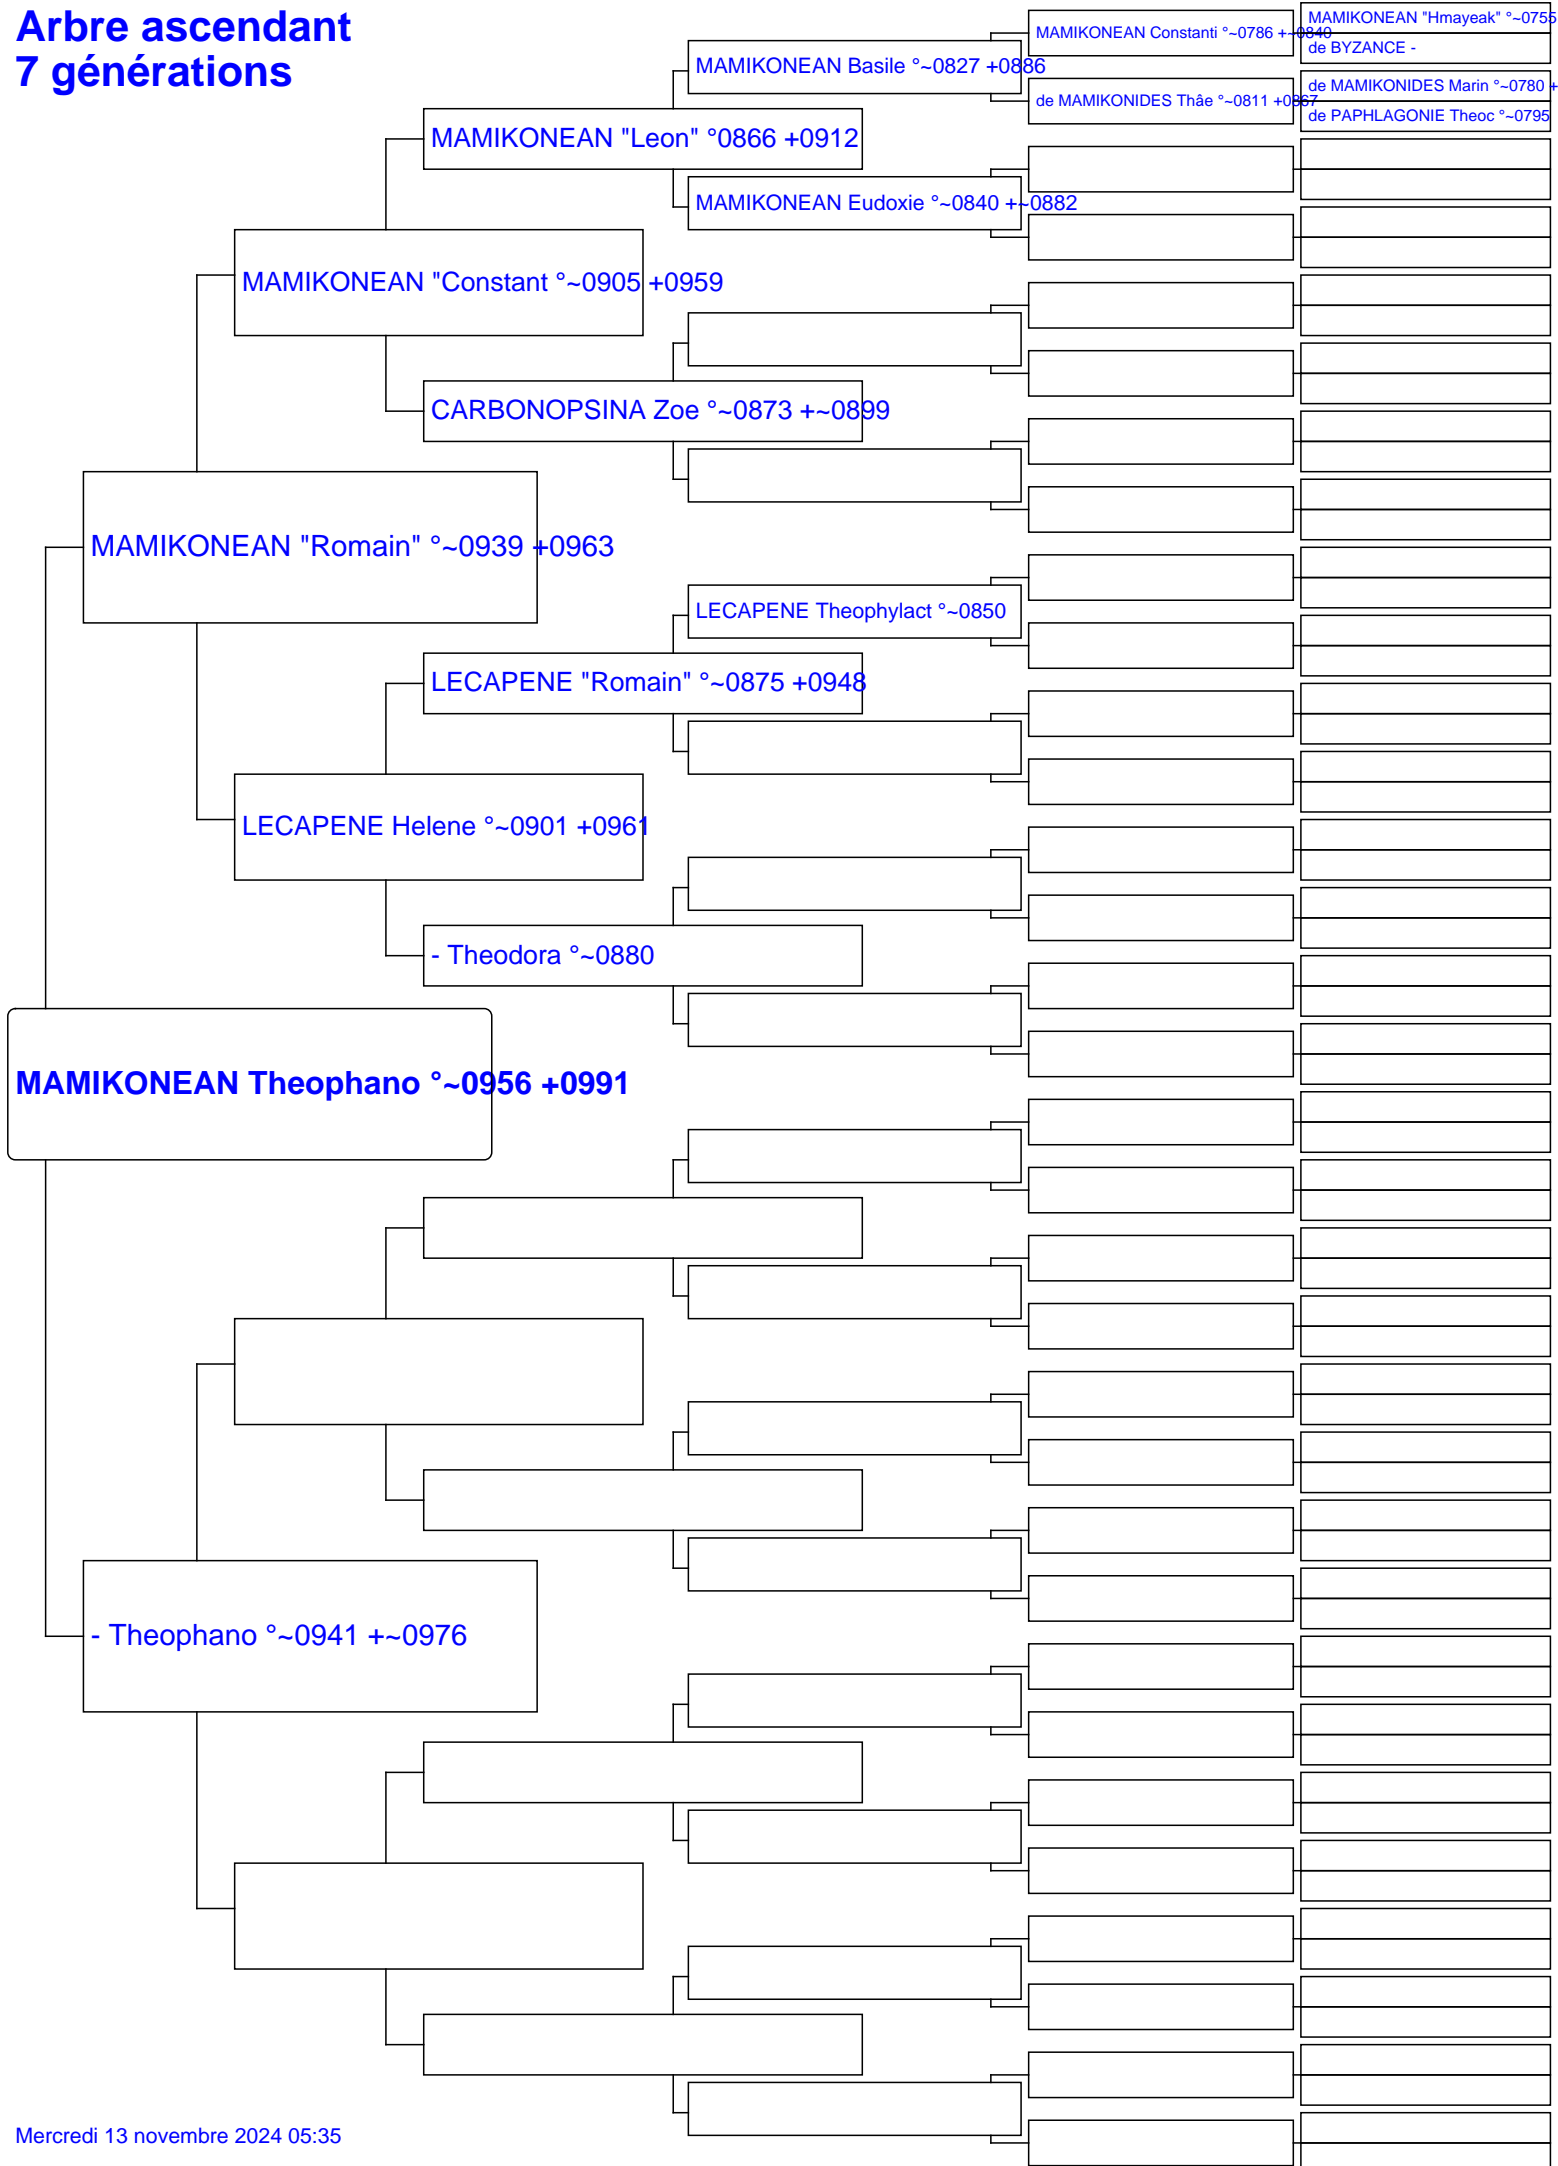 Arbre ascendant
7 générations
MAMIKONEAN "Hmayeak" °~0755
MAMIKONEAN Constanti °~0786 +~0840
de BYZANCE -
MAMIKONEAN Basile °~0827 +0886
de MAMIKONIDES Marin °~0780 +
de MAMIKONIDES Thâe °~0811 +0867
de PAPHLAGONIE Theoc °~0795
MAMIKONEAN "Leon" °0866 +0912
MAMIKONEAN Eudoxie °~0840 +~0882
MAMIKONEAN "Constant °~0905 +0959
CARBONOPSINA Zoe °~0873 +~0899
MAMIKONEAN "Romain" °~0939 +0963
LECAPENE Theophylact °~0850
LECAPENE "Romain" °~0875 +0948
LECAPENE Helene °~0901 +0961
- Theodora °~0880
MAMIKONEAN Theophano °~0956 +0991
- Theophano °~0941 +~0976
Mercredi 13 novembre 2024 05:35